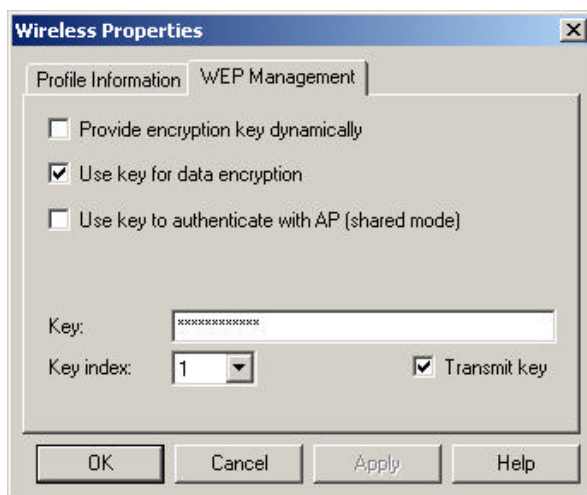 Wireless Properties
Profile Information WEP Management
Provide encryption key dynamically
Use key for data encryption
Use key to authenticate with AP (shared mode)
Key: ************
Key index: 1 Transmit key
OK Cancel Apply Help